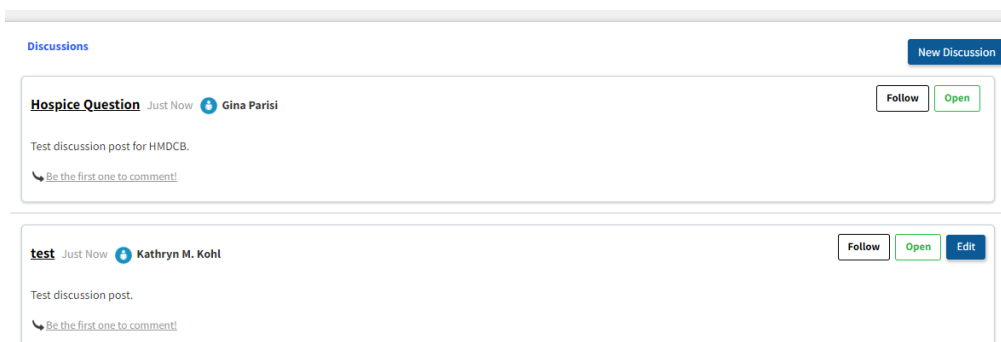 Discussions
New Discussion
Hospice Question Just Now Gina Parisi Follow Open
Test discussion post for HMDCB.
Be the first one to comment!
test Just Now Kathryn M. Kohl Follow Open Edit
Test discussion post.
Be the first one to comment!